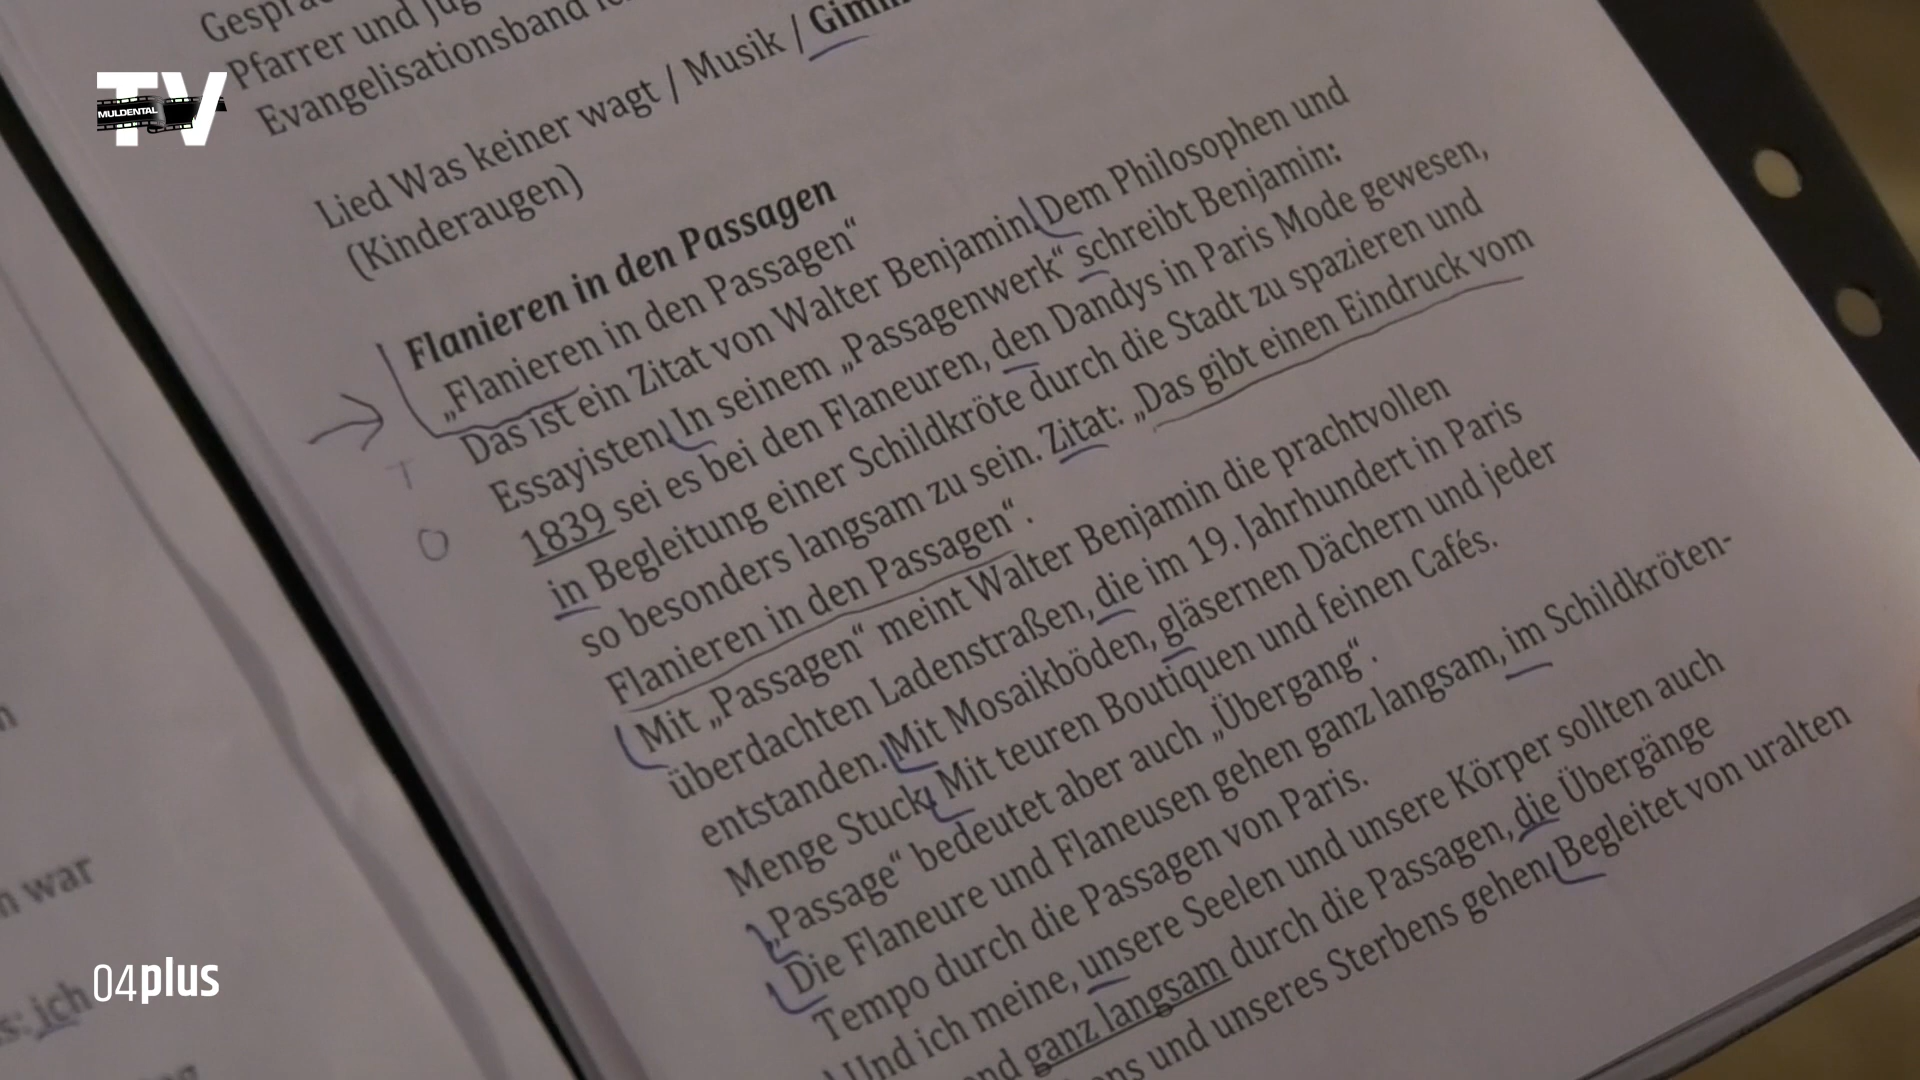 TV
MULDENTAL
Pfarrer und
Evangelisationsband
Lied Was keiner wagt / Musik /
(Kinderaugen)
Flanieren in den Passagen
„Flanieren in den Passagen“
Das ist ein Zitat von Walter Benjamin. Dem Philosophen und
Essayisten. In seinem „Passagenwerk“ schreibt Benjamin:
1839 sei es bei den Flaneuren, den Dandys in Paris Mode gewesen,
in Begleitung einer Schildkröte durch die Stadt zu spazieren und
so besonders langsam zu sein. Zitat: „Das gibt einen Eindruck vom
Flanieren in den Passagen“.
Mit „Passagen“ meint Walter Benjamin die prachtvollen
überdachten Ladenstraßen, die im 19. Jahrhundert in Paris
entstanden. Mit Mosaikböden, gläsernen Dächern und jeder
Menge Stuck. Mit teuren Boutiquen und feinen Cafés.
„Passage“ bedeutet aber auch „Übergang“.
Die Flaneure und Flaneusen gehen ganz langsam, im Schildkröten-
Tempo durch die Passagen von Paris.
Und ich meine, unsere Seelen und unsere Körper sollten auch
ganz langsam durch die Passagen, die Übergänge
und unseres Sterbens gehen. Begleitet von uralten
T
O
war
ich
04plus